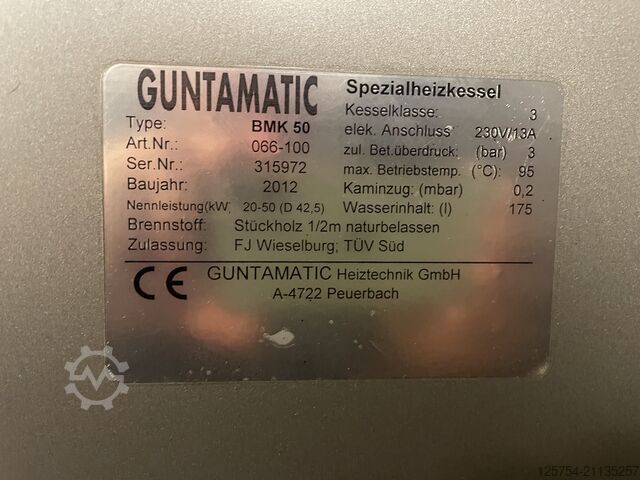 GUNTAMATIC
Type: BMK 50
Art.Nr.: 066-100
Ser.Nr.: 315972
Baujahr: 2012
Nennleistung(kW) 20-50 (D 42,5)
Spezialheizkessel
Kesselklasse: 3
elek. Anschluss 230V/13A
zul. Bet.überdruck: (bar) 3
max. Betriebstemp. (°C): 95
Kaminzug: (mbar) 0,2
Wasserinhalt: (l) 175
Brennstoff: Stückholz 1/2m naturbelassen
Zulassung: FJ Wieselburg; TÜV Süd
CE
GUNTAMATIC Heiztechnik GmbH
A-4722 Peuerbach
125754-21135257